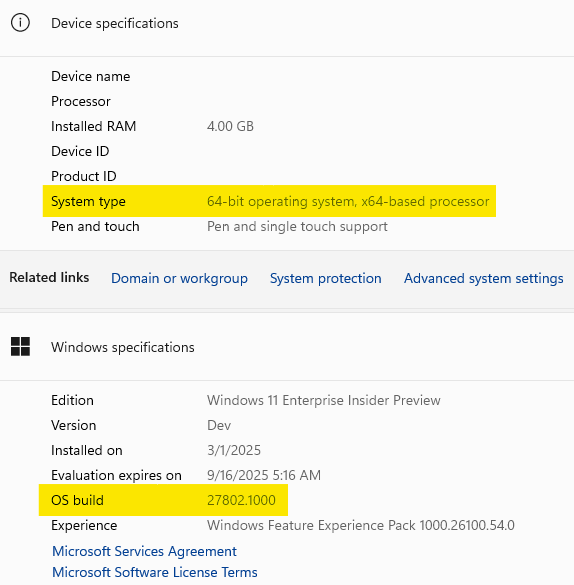 Device specifications
Device name
Processor
Installed RAM 4.00 GB
Device ID
Product ID
System type 64-bit operating system, x64-based processor
Pen and touch Pen and single touch support
Related links Domain or workgroup System protection Advanced system settings
Windows specifications
Edition Windows 11 Enterprise Insider Preview
Version Dev
Installed on 3/1/2025
Evaluation expires on 9/16/2025 5:16 AM
OS build 27802.1000
Experience Windows Feature Experience Pack 1000.26100.54.0
Microsoft Services Agreement
Microsoft Software License Terms